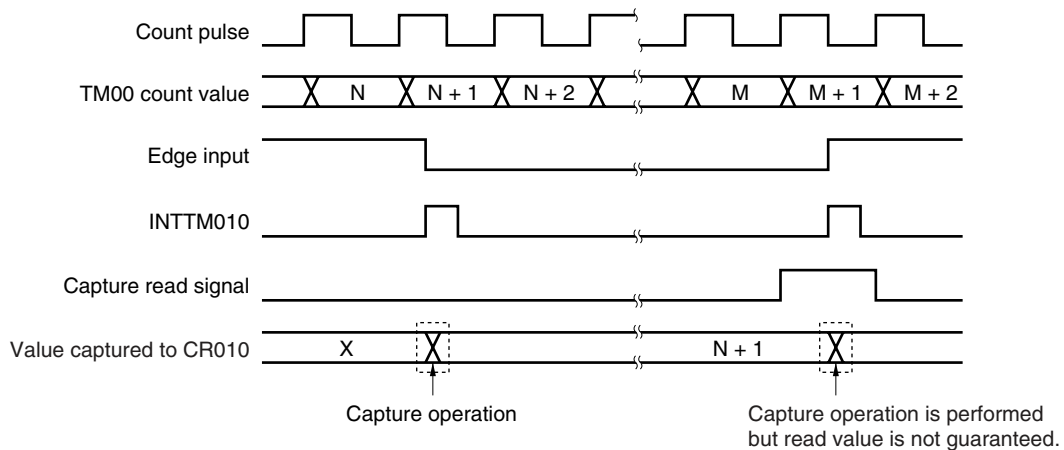 Count pulse
TM00 count value
N
N + 1
N + 2
M
M + 1
M + 2
Edge input
INTTM010
Capture read signal
Value captured to CR010
X
N + 1
Capture operation
Capture operation is performed
but read value is not guaranteed.